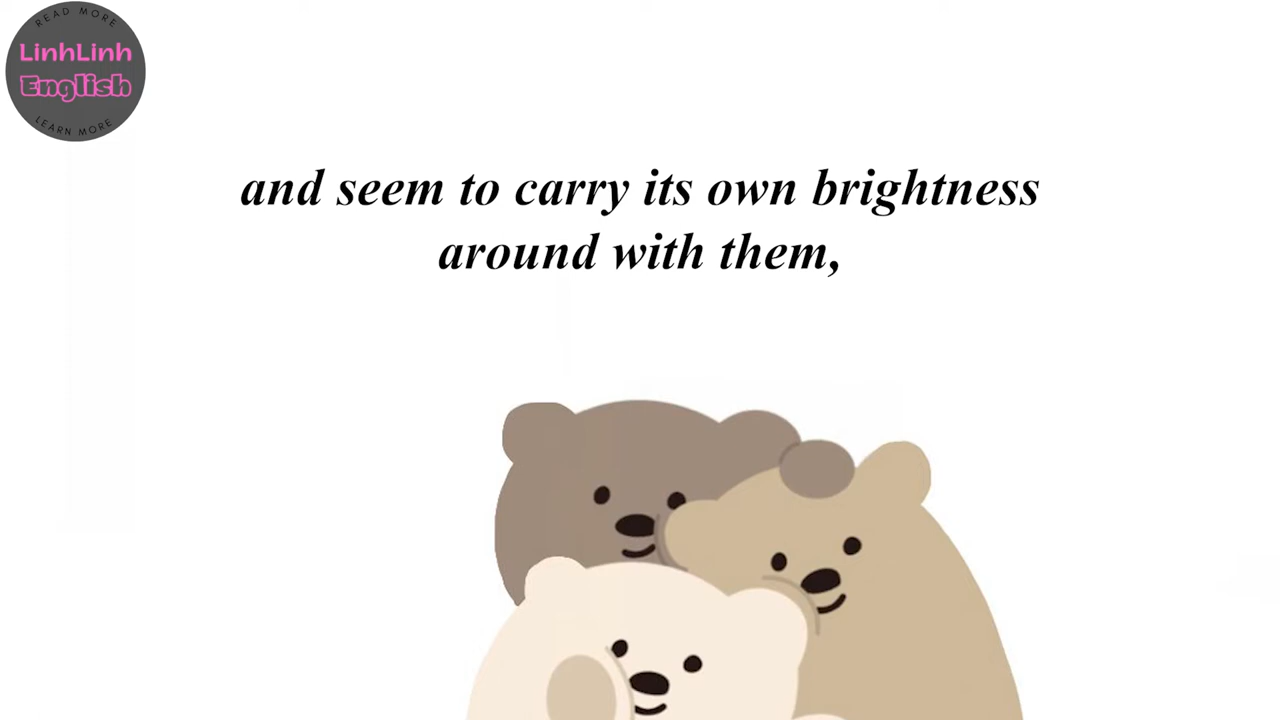 READ MORE
LinhLinh
English
LEARN MORE
and seem to carry its own brightness
around with them,